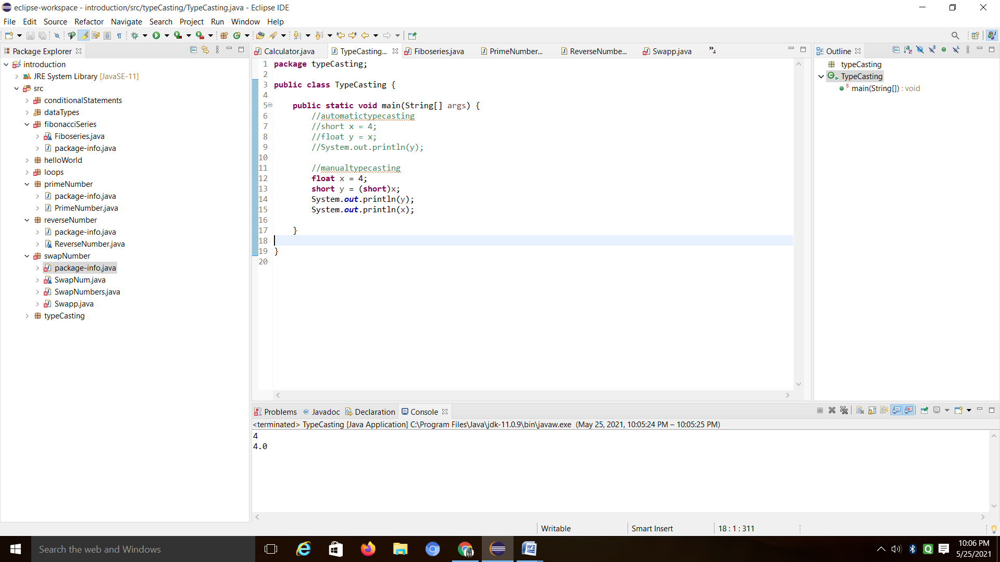 eclipse-workspace - introduction/src/typeCasting/TypeCasting.java - Eclipse IDE
File Edit Source Refactor Navigate Search Project Run Window Help
Package Explorer
introduction
JRE System Library [JavaSE-11]
src
conditionalStatements
dataTypes
fibonacciSeries
Fiboseries.java
package-info.java
helloWorld
loops
primeNumber
package-info.java
PrimeNumber.java
reverseNumber
package-info.java
ReverseNumber.java
swapNumber
package-info.java
SwapNum.java
SwapNumbers.java
Swapp.java
typeCasting
Calculator.java TypeCasting... Fiboseries.java PrimeNumber... ReverseNumbe... Swapp.java »4
1 package typeCasting;
2
3 public class TypeCasting {
4
5 public static void main(String[] args) {
6 //automatictypecasting
7 //short x = 4;
8 //float y = x;
9 //System.out.println(y);
10
11 //manualtypecasting
12 float x = 4;
13 short y = (short)x;
14 System.out.println(y);
15 System.out.println(x);
16
17 }
18
19 }
20
Outline
typeCasting
TypeCasting
main(String[]) : void
Problems @ Javadoc Declaration Console
<terminated> TypeCasting [Java Application] C:\Program Files\Java\jdk-11.0.9\bin\javaw.exe (May 25, 2021, 10:05:24 PM – 10:05:25 PM)
4
4.0
Writable Smart Insert 18 : 1 : 311
Search the web and Windows
10:06 PM
5/25/2021